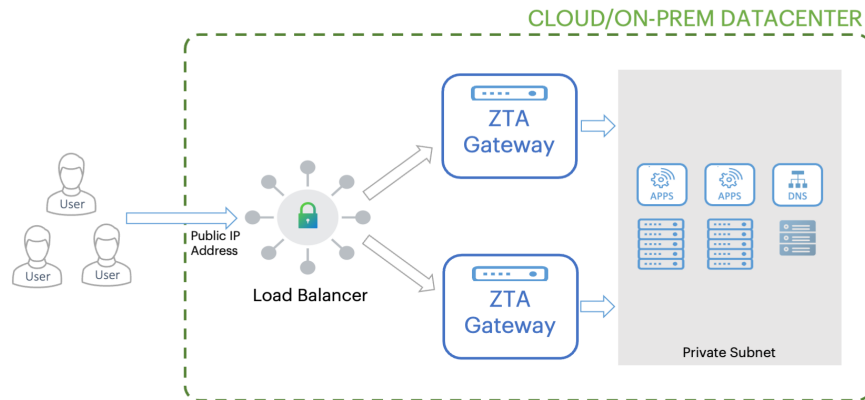 CLOUD/ON-PREM DATACENTER
ZTA
Gateway
APPS
APPS
DNS
User
User
User
Public IP
Address
Load Balancer
ZTA
Gateway
Private Subnet